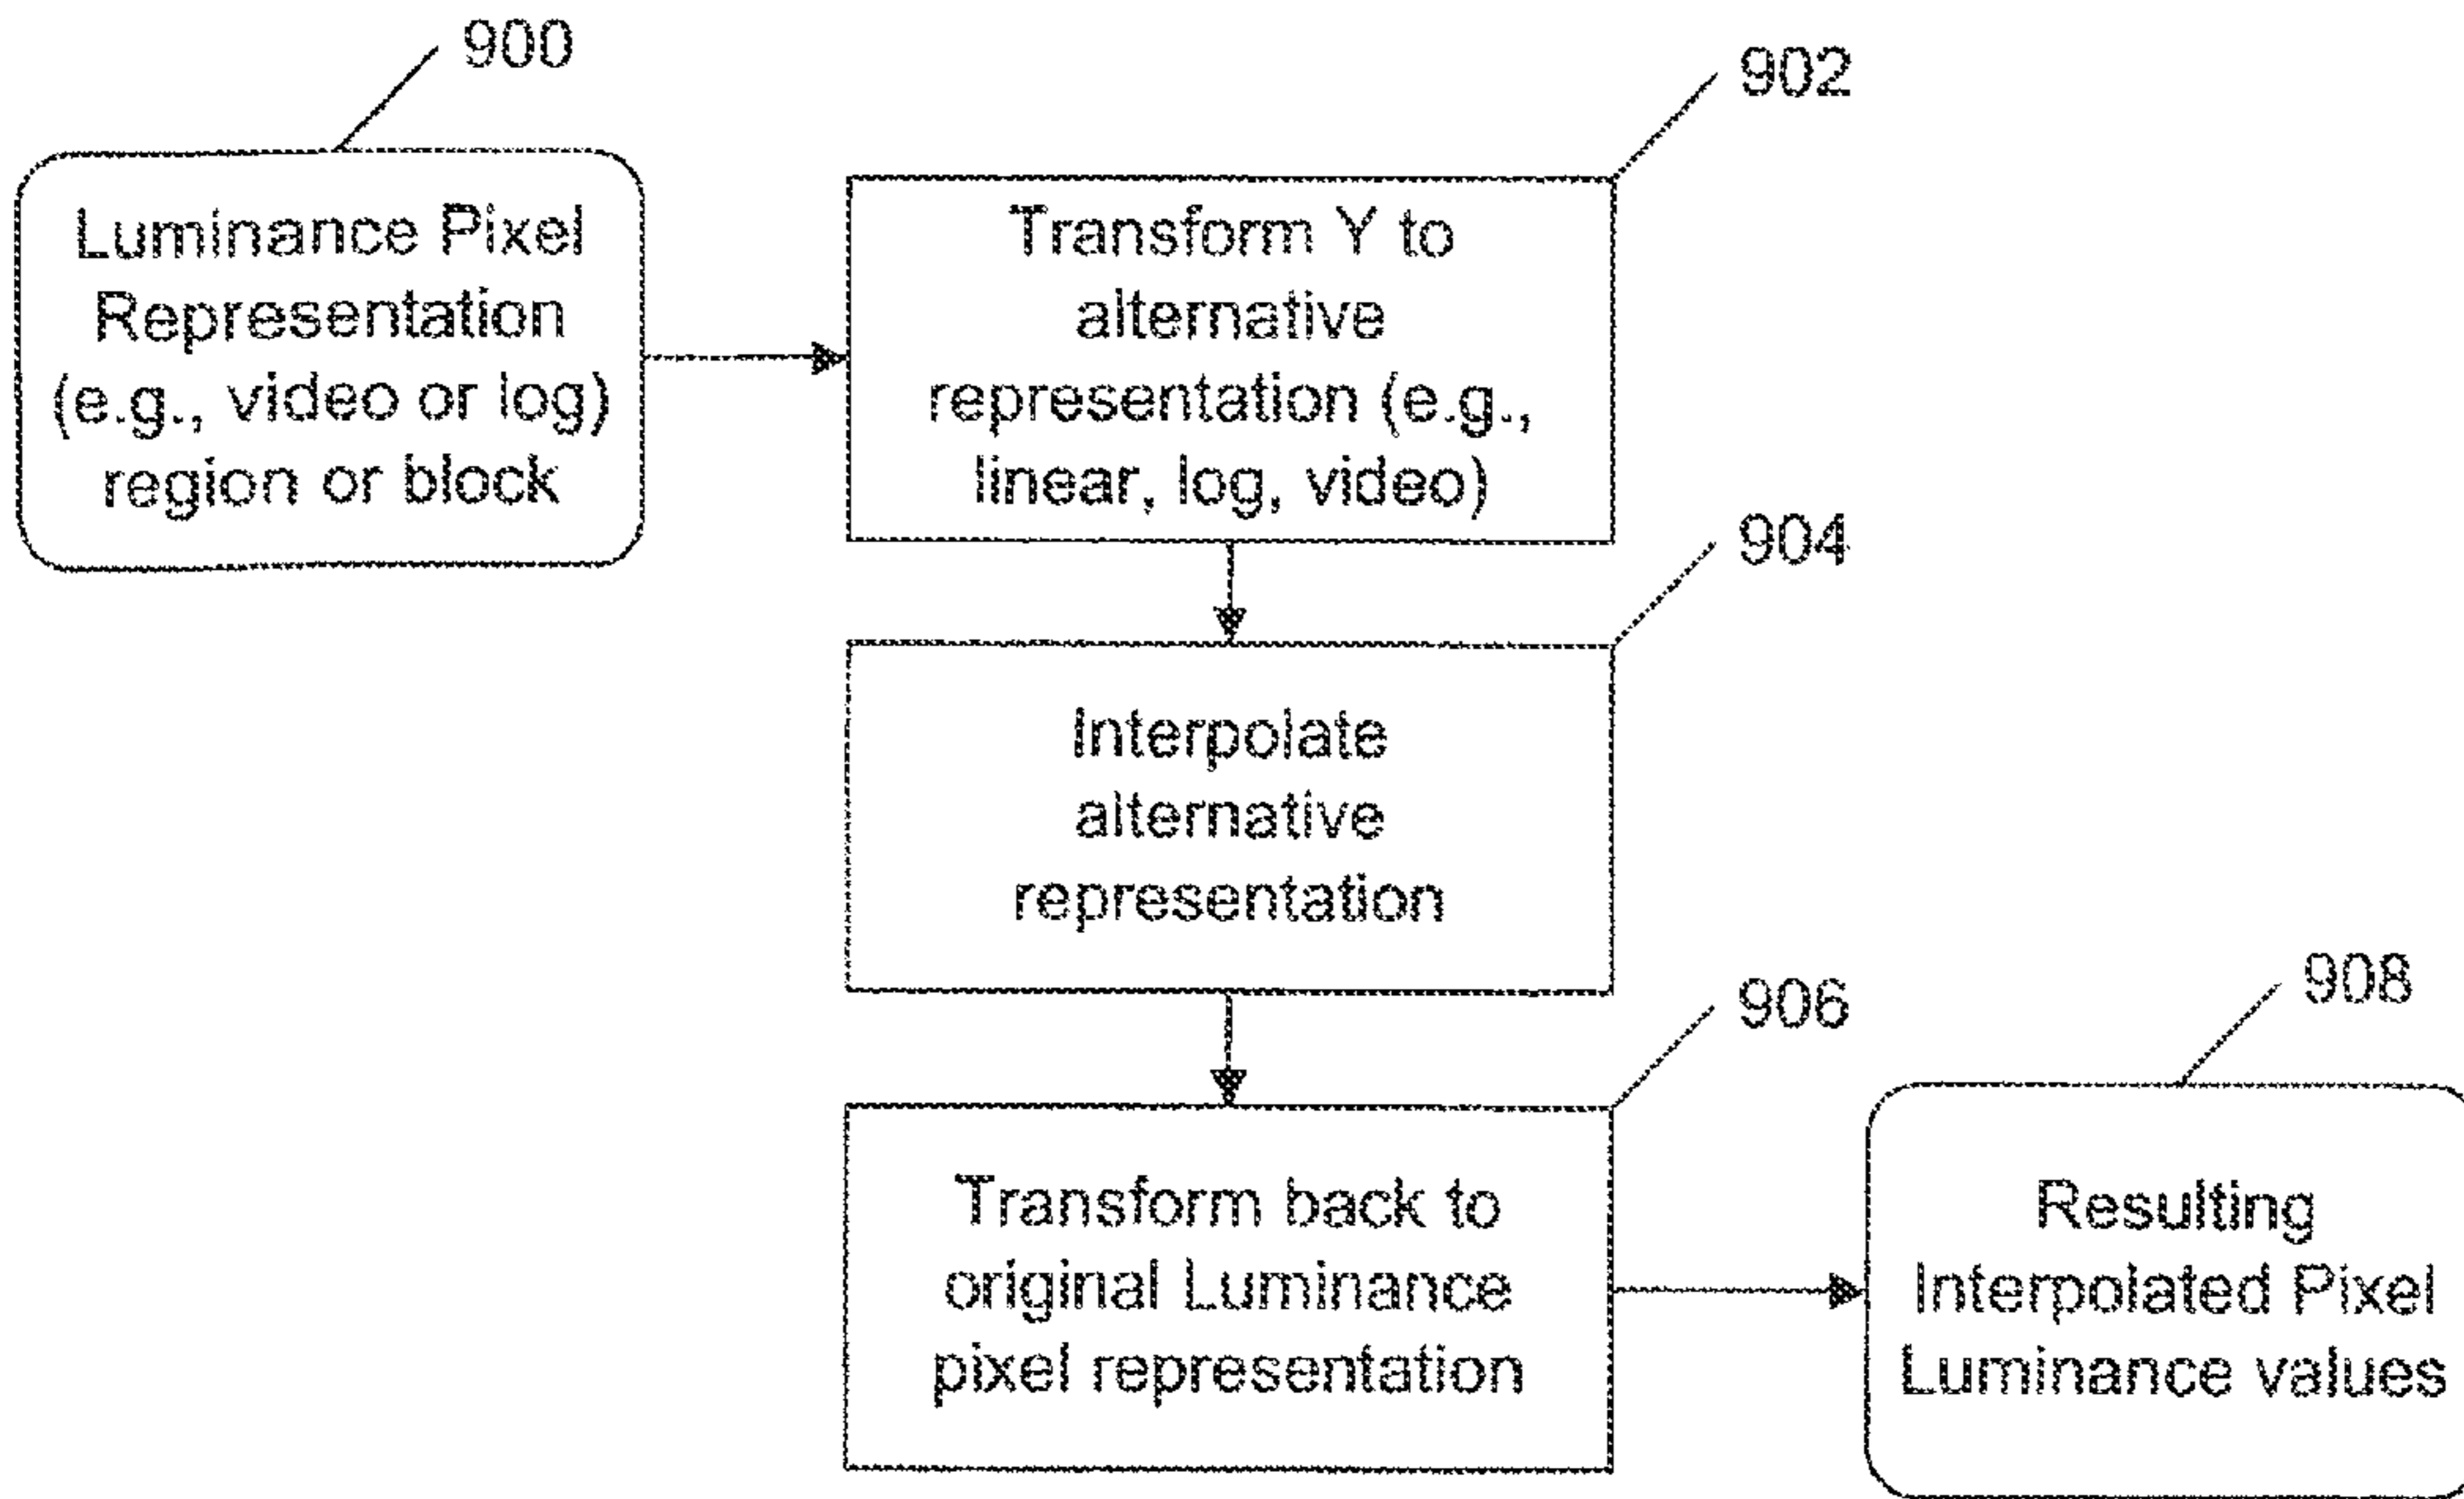 900
Luminance Pixel
Representation
(e.g., video or log)
region or block
902
Transform Y to
alternative
representation (e.g.,
linear, log, video)
904
Interpolate
alternative
representation
906
Transform back to
original Luminance
pixel representation
908
Resulting
Interpolated Pixel
Luminance values